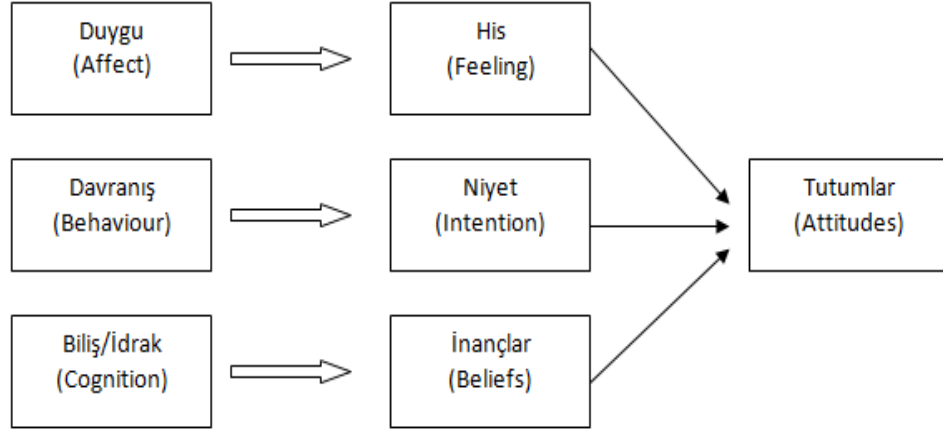 Duygu
(Affect)
His
(Feeling)
Davranış
(Behaviour)
Niyet
(Intention)
Tutumlar
(Attitudes)
Biliş/İdrak
(Cognition)
İnançlar
(Beliefs)